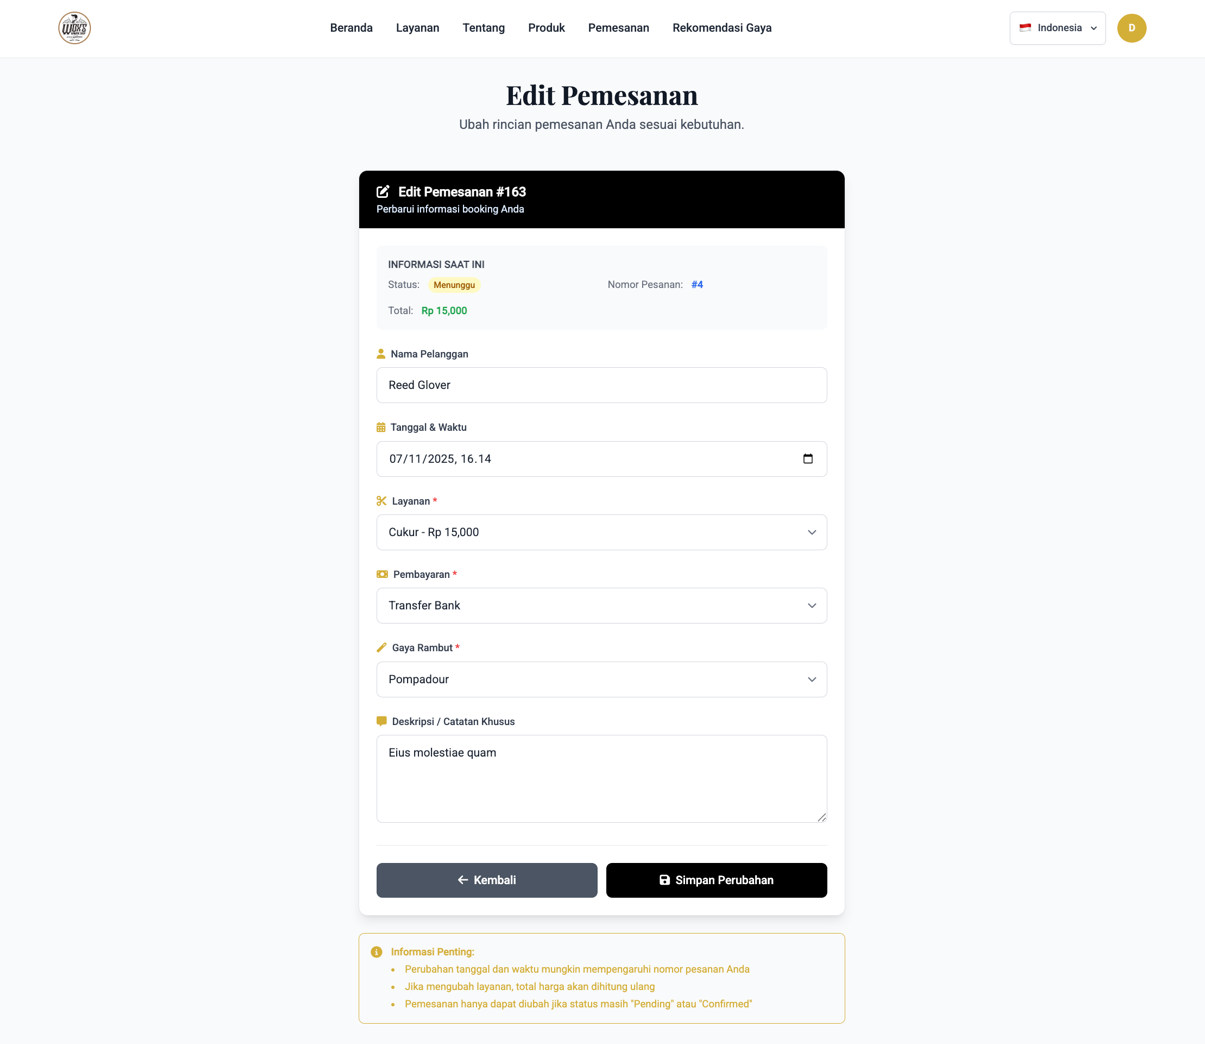 WOX'S
Beranda
Layanan
Tentang
Produk
Pemesanan
Rekomendasi Gaya
Indonesia
D
Edit Pemesanan
Ubah rincian pemesanan Anda sesuai kebutuhan.
Edit Pemesanan #163
Perbarui informasi booking Anda
INFORMASI SAAT INI
Status: Menunggu
Nomor Pesanan: #4
Total: Rp 15,000
Nama Pelanggan
Reed Glover
Tanggal & Waktu
07/11/2025, 16.14
Layanan *
Cukur - Rp 15,000
Pembayaran *
Transfer Bank
Gaya Rambut *
Pompadour
Deskripsi / Catatan Khusus
Eius molestiae quam
Kembali
Simpan Perubahan
Informasi Penting:
• Perubahan tanggal dan waktu mungkin mempengaruhi nomor pesanan Anda
• Jika mengubah layanan, total harga akan dihitung ulang
• Pemesanan hanya dapat diubah jika status masih "Pending" atau "Confirmed"